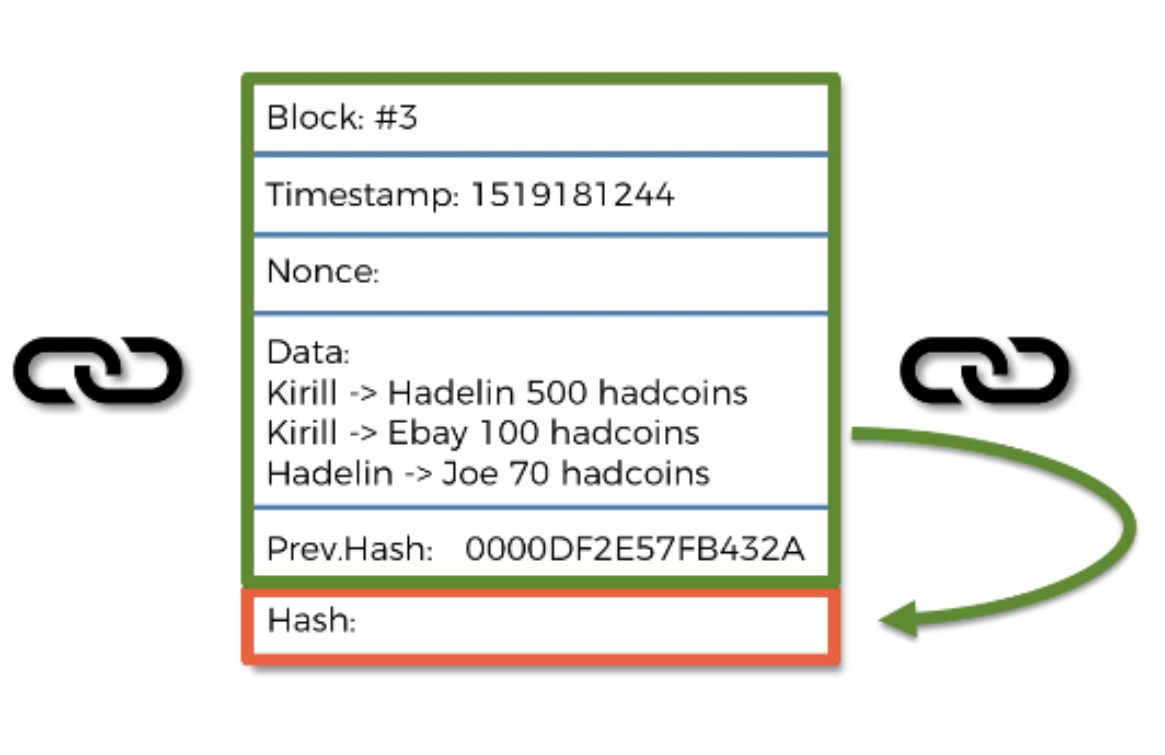 Block: #3
Timestamp: 1519181244
Nonce:
Data:
Kirill -> Hadelin 500 hadcoins
Kirill -> Ebay 100 hadcoins
Hadelin -> Joe 70 hadcoins
Prev.Hash: 0000DF2E57FB432A
Hash: